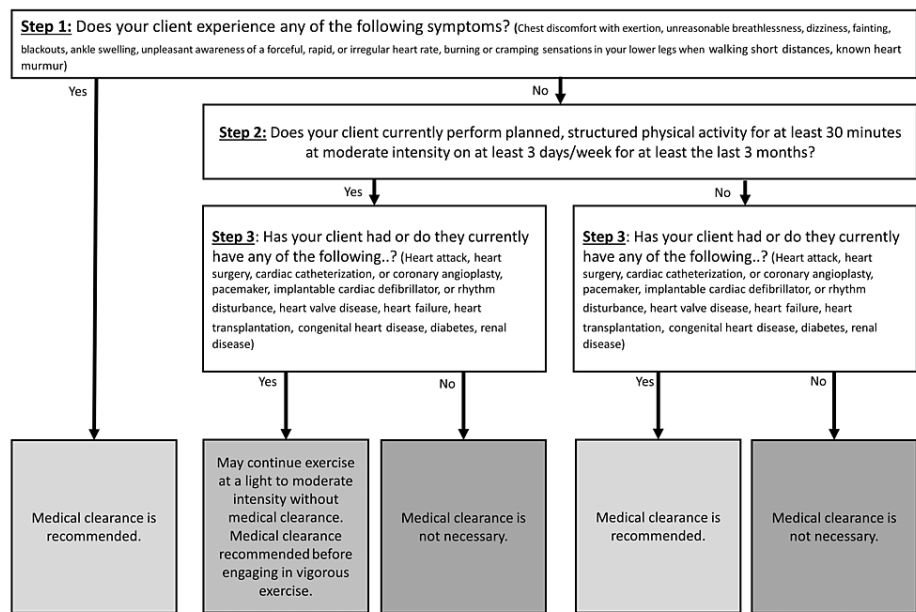 Step 1: Does your client experience any of the following symptoms? (Chest discomfort with exertion, unreasonable breathlessness, dizziness, fainting,
blackouts, ankle swelling, unpleasant awareness of a forceful, rapid, or irregular heart rate, burning or cramping sensations in your lower legs when walking short distances, known heart
murmur)
Yes
No
Step 2: Does your client currently perform planned, structured physical activity for at least 30 minutes
at moderate intensity on at least 3 days/week for at least the last 3 months?
Yes
No
Step 3: Has your client had or do they currently
have any of the following..? (Heart attack, heart
surgery, cardiac catheterization, or coronary angioplasty,
pacemaker, implantable cardiac defibrillator, or rhythm
disturbance, heart valve disease, heart failure, heart
transplantation, congenital heart disease, diabetes, renal
disease)
Step 3: Has your client had or do they currently
have any of the following..? (Heart attack, heart
surgery, cardiac catheterization, or coronary angioplasty,
pacemaker, implantable cardiac defibrillator, or rhythm
disturbance, heart valve disease, heart failure, heart
transplantation, congenital heart disease, diabetes, renal
disease)
Yes
No
Yes
No
Medical clearance is
recommended.
May continue exercise
at a light to moderate
intensity without
medical clearance.
Medical clearance
recommended before
engaging in vigorous
exercise.
Medical clearance is
not necessary.
Medical clearance is
recommended.
Medical clearance is
not necessary.